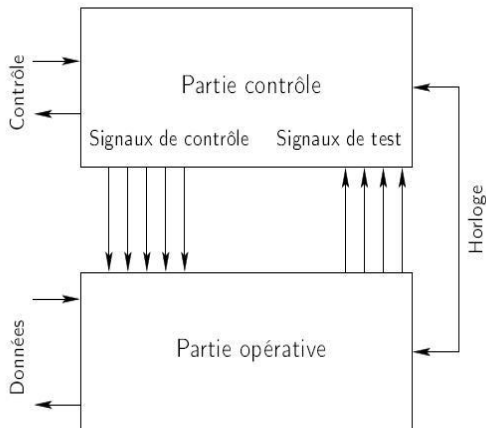 Contrôle
Partie contrôle
Signaux de contrôle
Signaux de test
Horloge
Données
Partie opérative